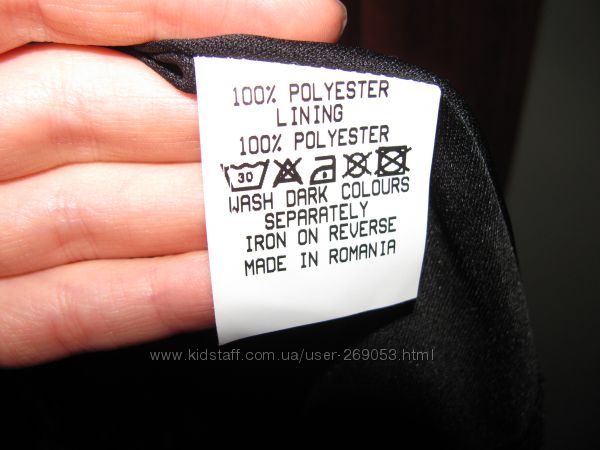 100% POLYESTER
LINING
100% POLYESTER
30
WASH DARK COLOURS
SEPARATELY
IRON ON REVERSE
MADE IN ROMANIA
www.kidstaff.com.ua/user-269053.html